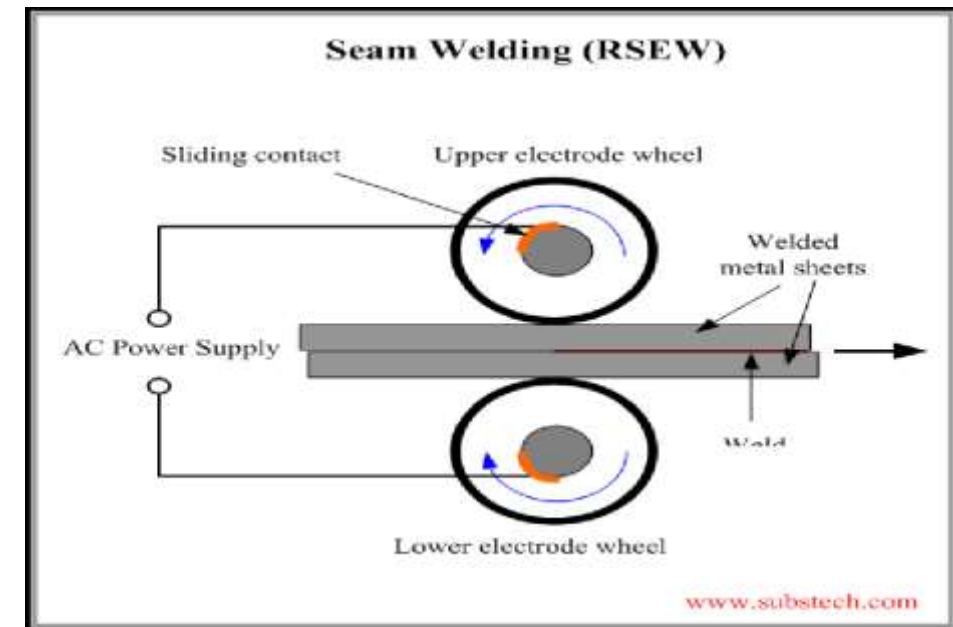 Seam Welding (RSEW)
Sliding contact
Upper electrode wheel
Welded
metal sheets
AC Power Supply
Weld
Lower electrode wheel
www.substech.com